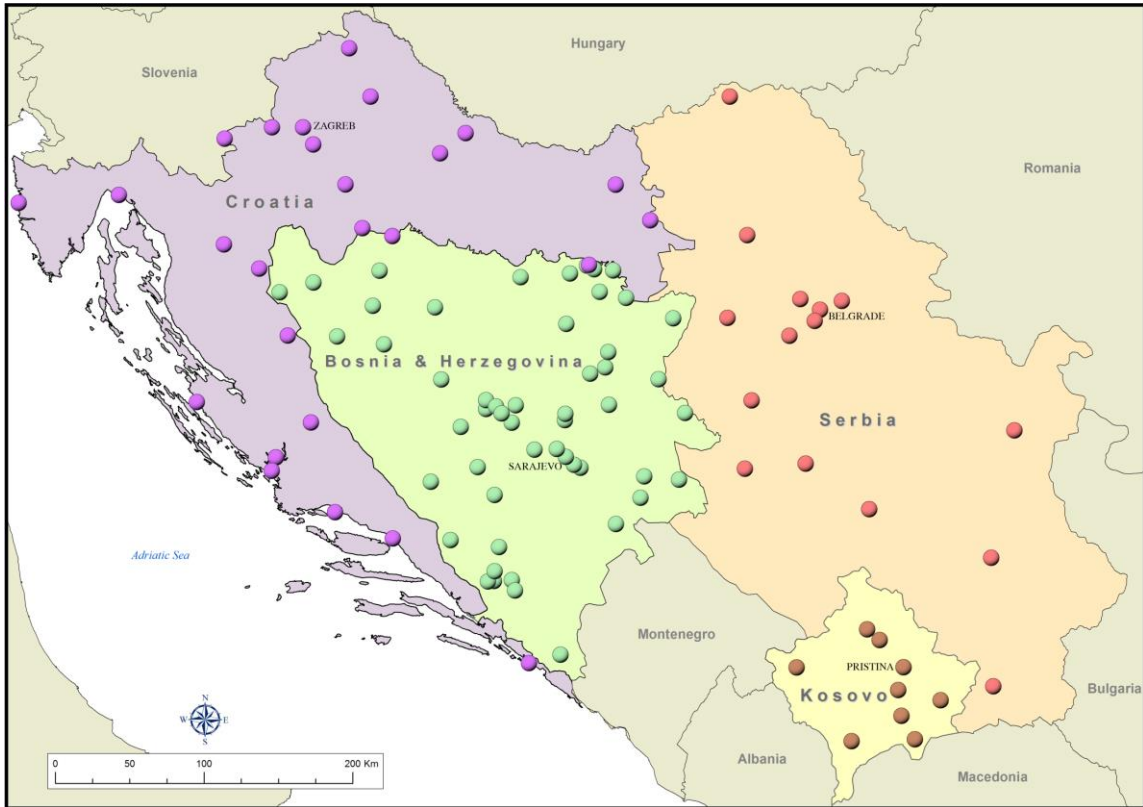 Hungary
Slovenia
ZAGREB
Romania
Croatia
BELGRADE
Bosnia & Herzegovina
Serbia
SARAJEVO
Adriatic Sea
Montenegro
PRISTINA
Bulgaria
Kosovo
N
W E
S
Albania
Macedonia
0 50 100 200 Km